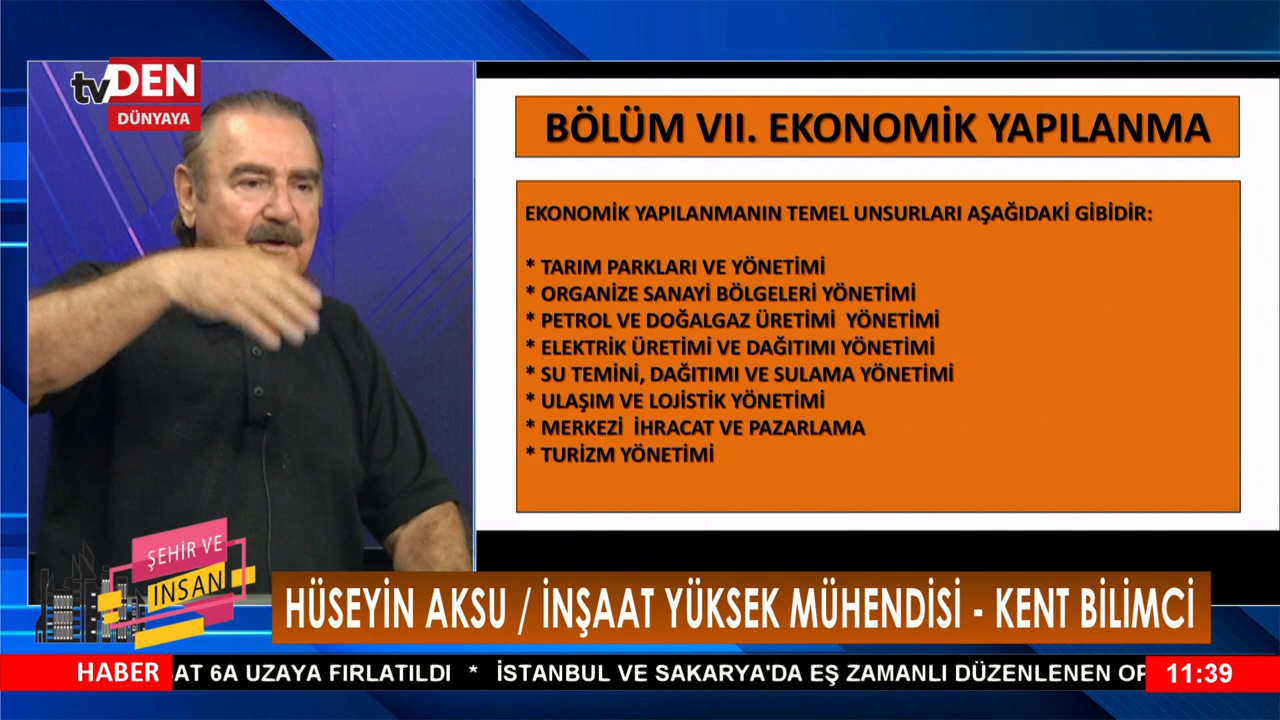 tvDEN
DÜNYAYA
BÖLÜM VII. EKONOMİK YAPILANMA
EKONOMİK YAPILANMANIN TEMEL UNSURLARI AŞAĞIDAKİ GİBİDİR:
* TARIM PARKLARI VE YÖNETİMİ
* ORGANİZE SANAYİ BÖLGELERİ YÖNETİMİ
* PETROL VE DOĞALGAZ ÜRETİMİ  YÖNETİMİ
* ELEKTRİK ÜRETİMİ VE DAĞITIMI YÖNETİMİ
* SU TEMİNİ, DAĞITIMI VE SULAMA YÖNETİMİ
* ULAŞIM VE LOJİSTİK YÖNETİMİ
* MERKEZİ  İHRACAT VE PAZARLAMA
* TURİZM YÖNETİMİ
ŞEHİR VE
INSAN
HÜSEYİN AKSU / İNŞAAT YÜKSEK MÜHENDİSİ - KENT BİLİMCİ
HABER SAT 6A UZAYA FIRLATILDI * İSTANBUL VE SAKARYA'DA EŞ ZAMANLI DÜZENLENEN OP 11:39